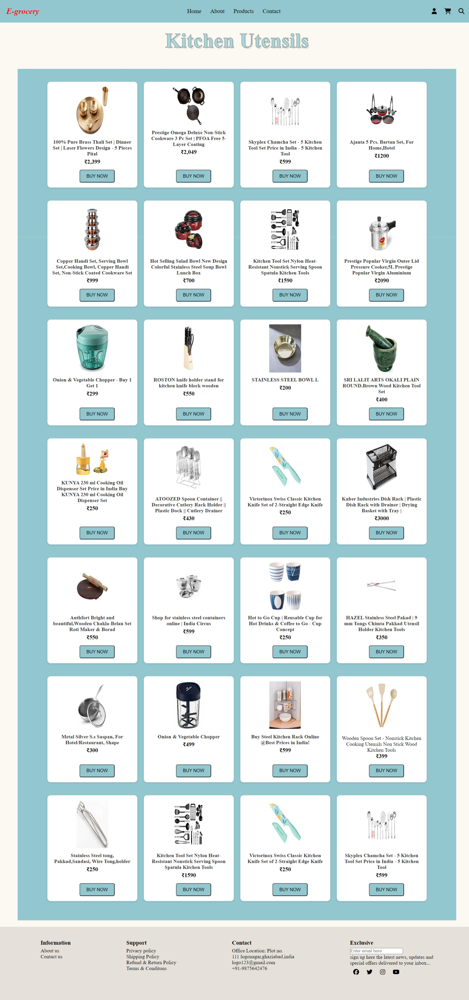 E-grocery
Home About Products Contact
Kitchen Utensils
100% Pure Brass Thali Set | Dinner
Set | Laser Flowers Design - 5 Pieces
Pital
₹2,399
BUY NOW
Prestige Omega Deluxe Non-Stick
Cookware 3 Pc Set | PFOA Free 5-
Layer Coating
₹2,049
BUY NOW
Skyplex Chamcha Set - 5 Kitchen
Tool Set Price in India - 5 Kitchen
Tool
₹599
BUY NOW
Ajanta 5 Pcs. Bartan Set, For
Home,Hotel
₹1200
BUY NOW
Copper Handi Set, Serving Bowl
Set,Cooking Bowl, Copper Handi
Set, Non-Stick Coated Cookware Set
₹999
BUY NOW
Hot Selling Salad Bowl New Design
Colorful Stainless Steel Soup Bowl
Lunch Box
₹700
BUY NOW
Kitchen Tool Set Nylon Heat-
Resistant Nonstick Serving Spoon
Spatula Kitchen Tools
₹1590
BUY NOW
Prestige Popular Virgin Outer Lid
Pressure Cooker,5L Prestige
Popular Virgin Aluminium
₹2090
BUY NOW
Onion & Vegetable Chopper - Buy 1
Get 1
₹299
BUY NOW
ROSTON knife holder stand for
kitchen knife block wooden
₹550
BUY NOW
STAINLESS STEEL BOWL L
₹200
BUY NOW
SRI LALIT ARTS OKALI PLAIN
ROUND.Brown Wood Kitchen Tool
Set
₹400
BUY NOW
KUNYA 230 ml Cooking Oil
Dispenser Set Price in India Buy
KUNYA 230 ml Cooking Oil
Dispenser Set
₹250
BUY NOW
ATOOZED Spoon Container ||
Decorative Cutlery Rack Holder ||
Plastic Dock || Cutlery Drainer
₹430
BUY NOW
Victorinox Swiss Classic Kitchen
Knife Set of 2-Straight Edge Knife
₹250
BUY NOW
Kuber Industries Dish Rack | Plastic
Dish Rack with Drainer | Drying
Basket with Tray |
₹3000
BUY NOW
Authfort Bright and
beautiful,Wooden Chakla-Belan Set
Roti Maker & Borad
₹550
BUY NOW
Shop for stainless steel containers
online | India Circus
₹599
BUY NOW
Hot to Go Cup | Reusable Cup for
Hot Drinks & Coffee to Go - Cup
Concept
₹250
BUY NOW
HAZEL Stainless Steel Pakad | 9
mm Tongs Chimta Pakkad Utensil
Holder Kitchen Tools
₹350
BUY NOW
Metal Silver S.s Saspan, For
Hotel/Restaurant, Shape
₹300
BUY NOW
Onion & Vegetable Chopper
₹499
BUY NOW
Buy Steel Kitchen Rack Online
@Best Prices in India!
₹599
BUY NOW
Wooden Spoon Set - Nonstick Kitchen
Cooking Utensils Non Stick Wood
Kitchen Tools
₹399
BUY NOW
Stainless Steel tong,
Pakkad,Sandasi, Wire Tong,holder
₹250
BUY NOW
Kitchen Tool Set Nylon Heat-
Resistant Nonstick Serving Spoon
Spatula Kitchen Tools
₹1590
BUY NOW
Victorinox Swiss Classic Kitchen
Knife Set of 2-Straight Edge Knife
₹250
BUY NOW
Skyplex Chamcha Set - 5 Kitchen
Tool Set Price in India - 5 Kitchen
Tool
₹599
BUY NOW
Information
About us
Contact us
Support
Privacy policy
Shipping Policy
Refund & Return Policy
Terms & Conditons
Contact
Office Location: Plot no.
111 logonagar,ghaziabad,india
logo123@gmail.com
+91-9875642476
Exclusive
Enter email here
sign up here the latest news, updates and
special offers delivered to your inbox...